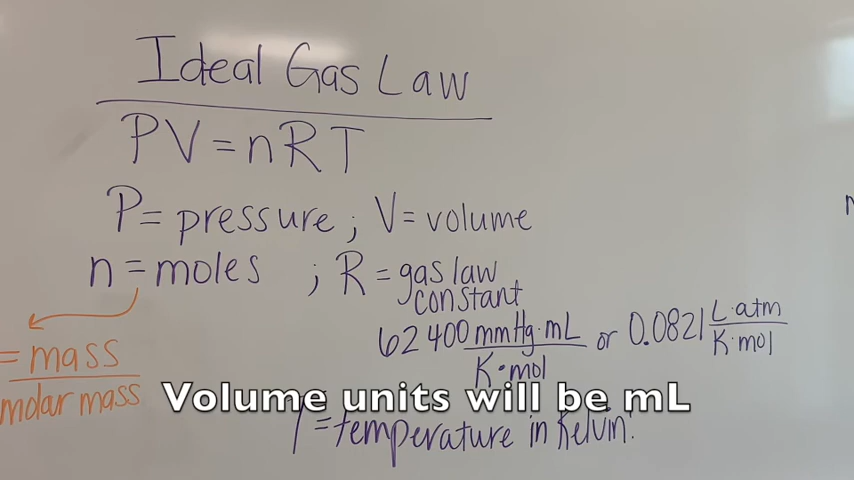 Ideal Gas Law
PV = nRT
P = pressure ; V = volume
n = moles ; R = gas law
constant
62400 mmHg·mL / K·mol or 0.0821 L·atm / K·mol
= mass
molar mass
Volume units will be mL
T = temperature in Kelvin!